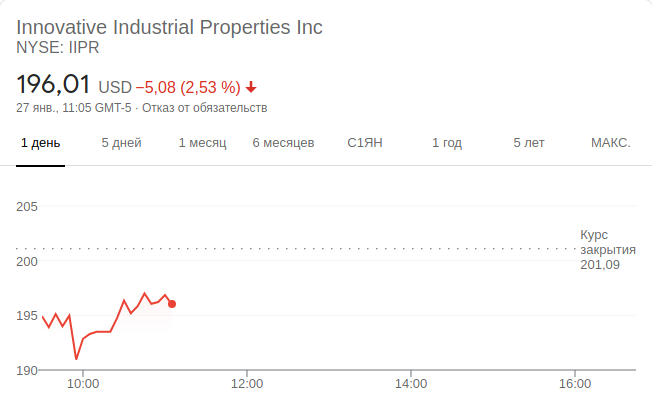 Innovative Industrial Properties Inc
NYSE: IIPR
196,01 USD −5,08 (2,53 %)
27 янв., 11:05 GMT-5 · Отказ от обязательств
1 день 5 дней 1 месяц 6 месяцев С1ЯН 1 год 5 лет МАКС.
205
Курс
закрытия
201,09
200
195
190
10:00 12:00 14:00 16:00